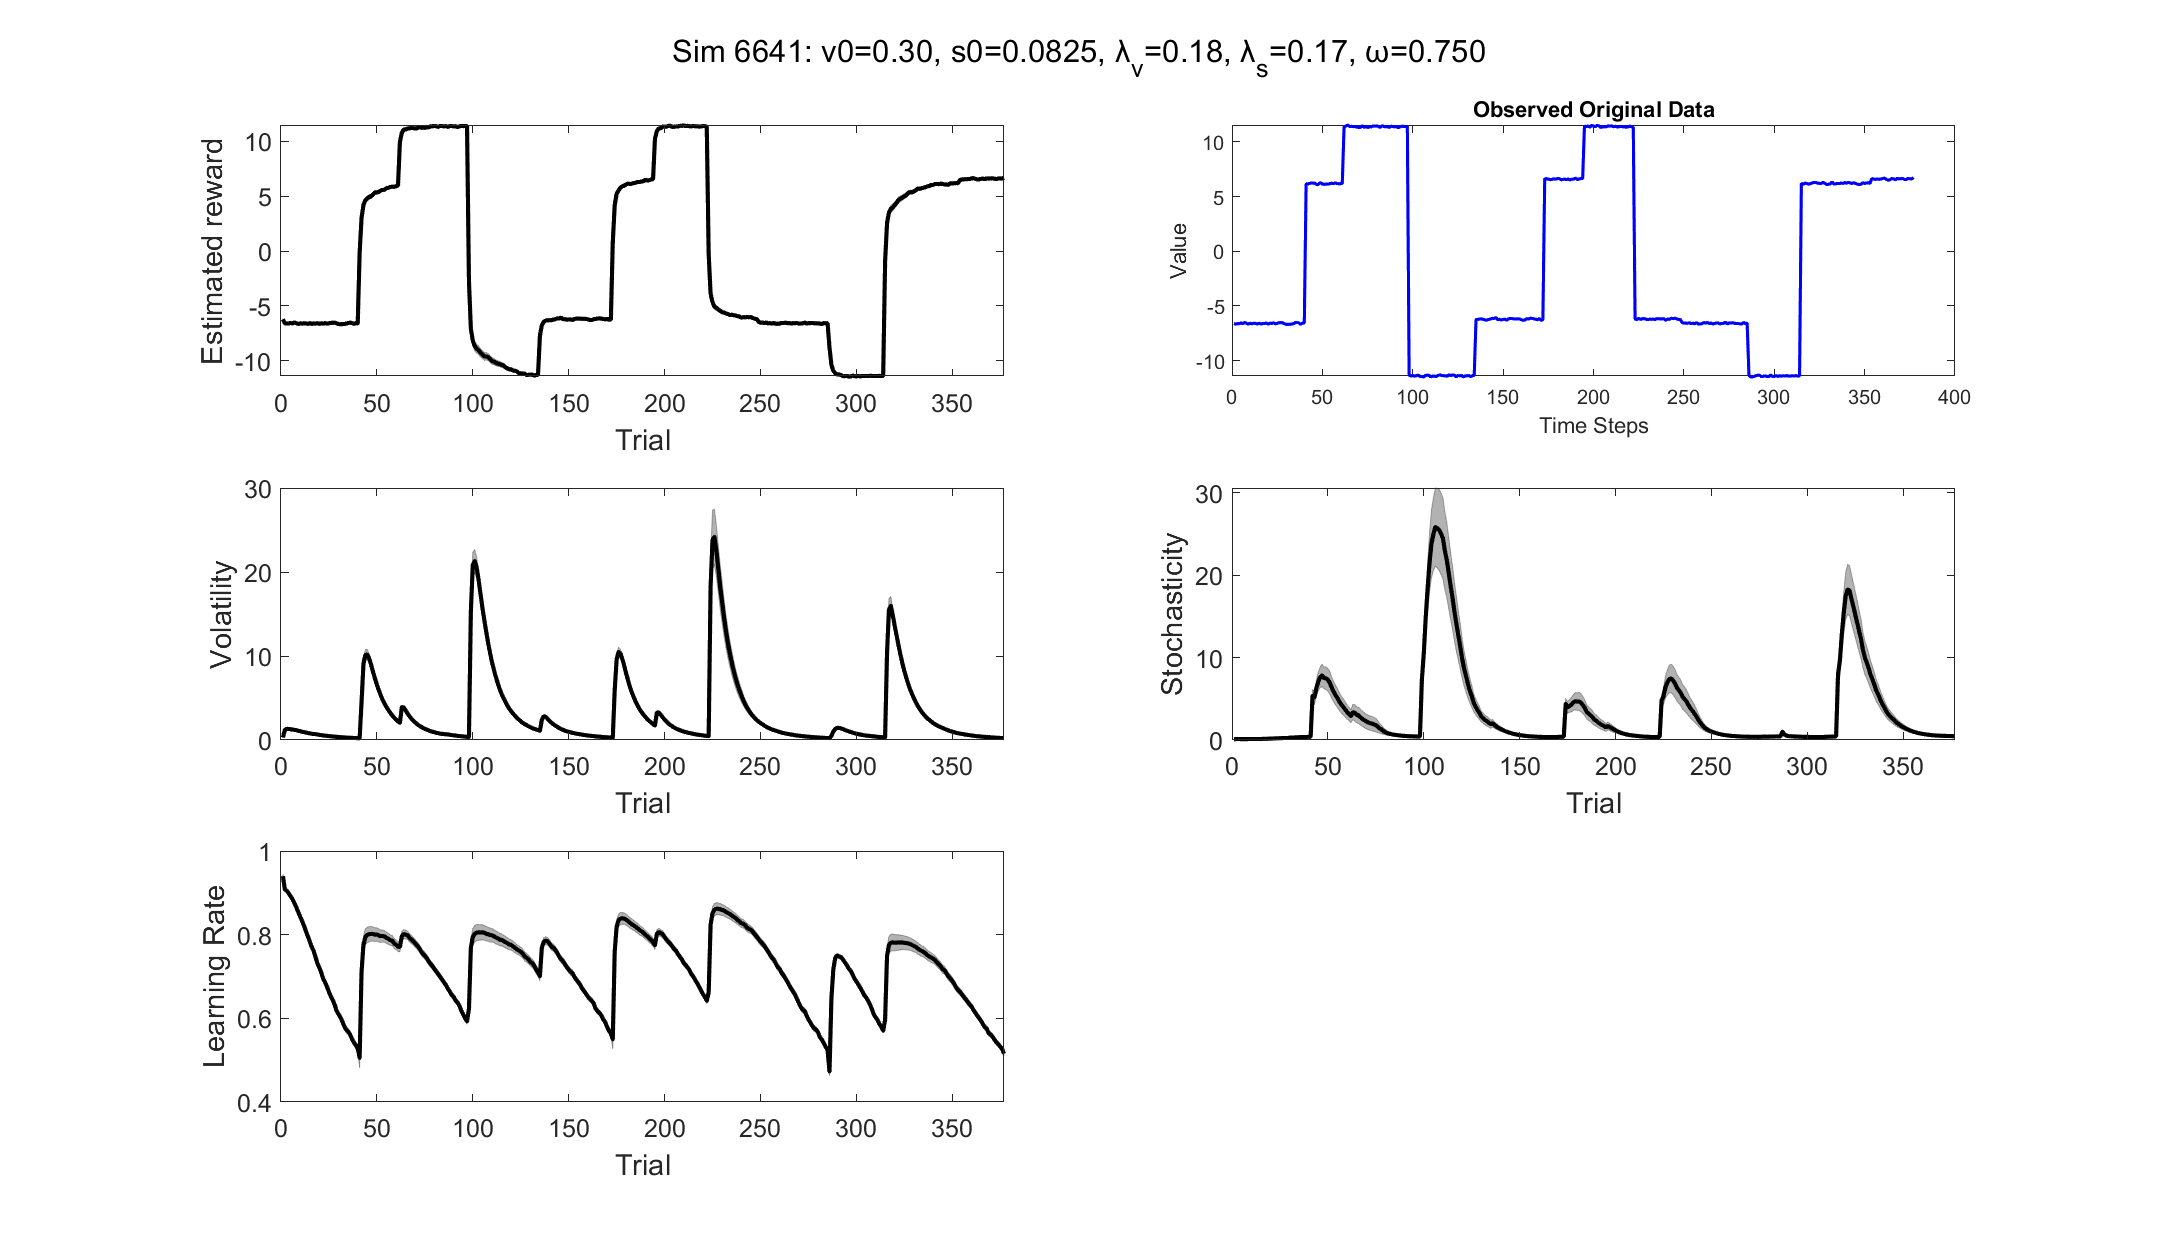 Sim 6641: v0=0.30, s0=0.0825, λ_v=0.18, λ_s=0.17, ω=0.750
Estimated reward
10
5
0
-5
-10
0 50 100 150 200 250 300 350
Trial
Observed Original Data
Value
10
5
0
-5
-10
0 50 100 150 200 250 300 350 400
Time Steps
Volatility
30
20
10
0
0 50 100 150 200 250 300 350
Trial
Stochasticity
30
20
10
0
0 50 100 150 200 250 300 350
Trial
Learning Rate
1
0.8
0.6
0.4
0 50 100 150 200 250 300 350
Trial